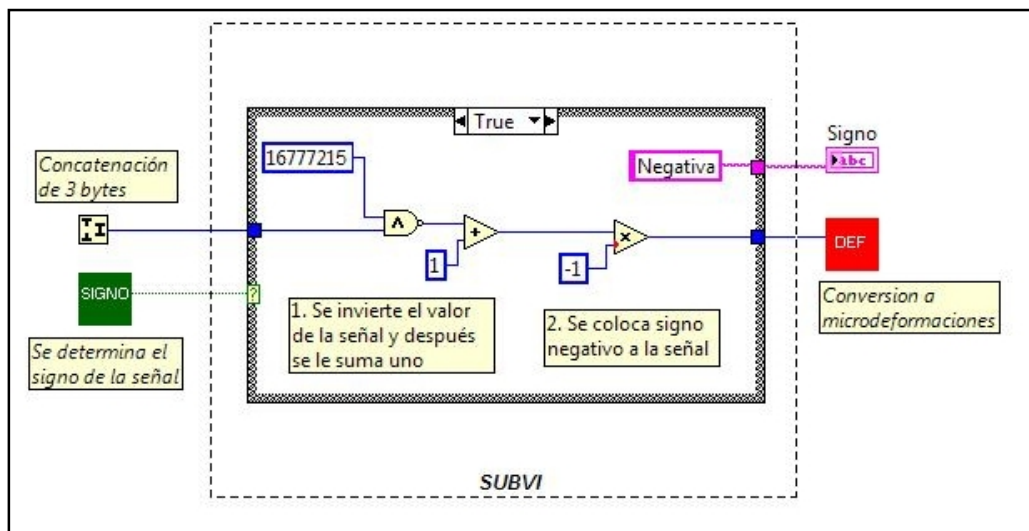 True
16777215
Negativa
Signo
abc
Concatenación
de 3 bytes
SIGNO
Se determina el
signo de la señal
?
+
1
x
-1
1. Se invierte el valor
de la señal y después
se le suma uno
2. Se coloca signo
negativo a la señal
DEF
Conversion a
microdeformaciones
SUBVI